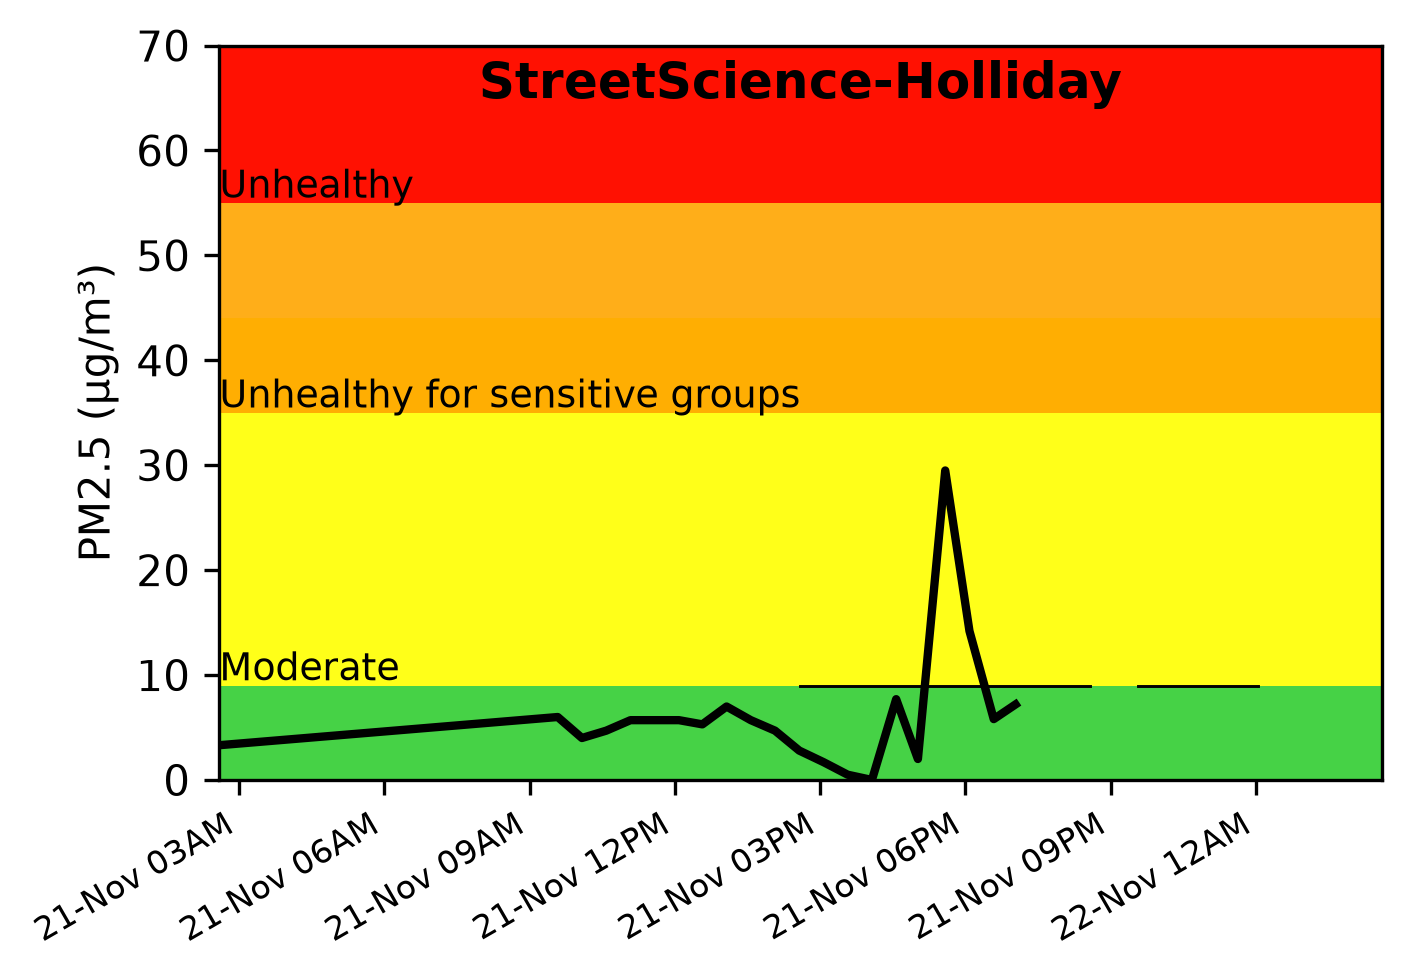 StreetScience-Holliday
70
60
Unhealthy
50
40
Unhealthy for sensitive groups
30
20
Moderate
10
0
PM2.5 (µg/m³)
21-Nov 03AM
21-Nov 06AM
21-Nov 09AM
21-Nov 12PM
21-Nov 03PM
21-Nov 06PM
21-Nov 09PM
22-Nov 12AM